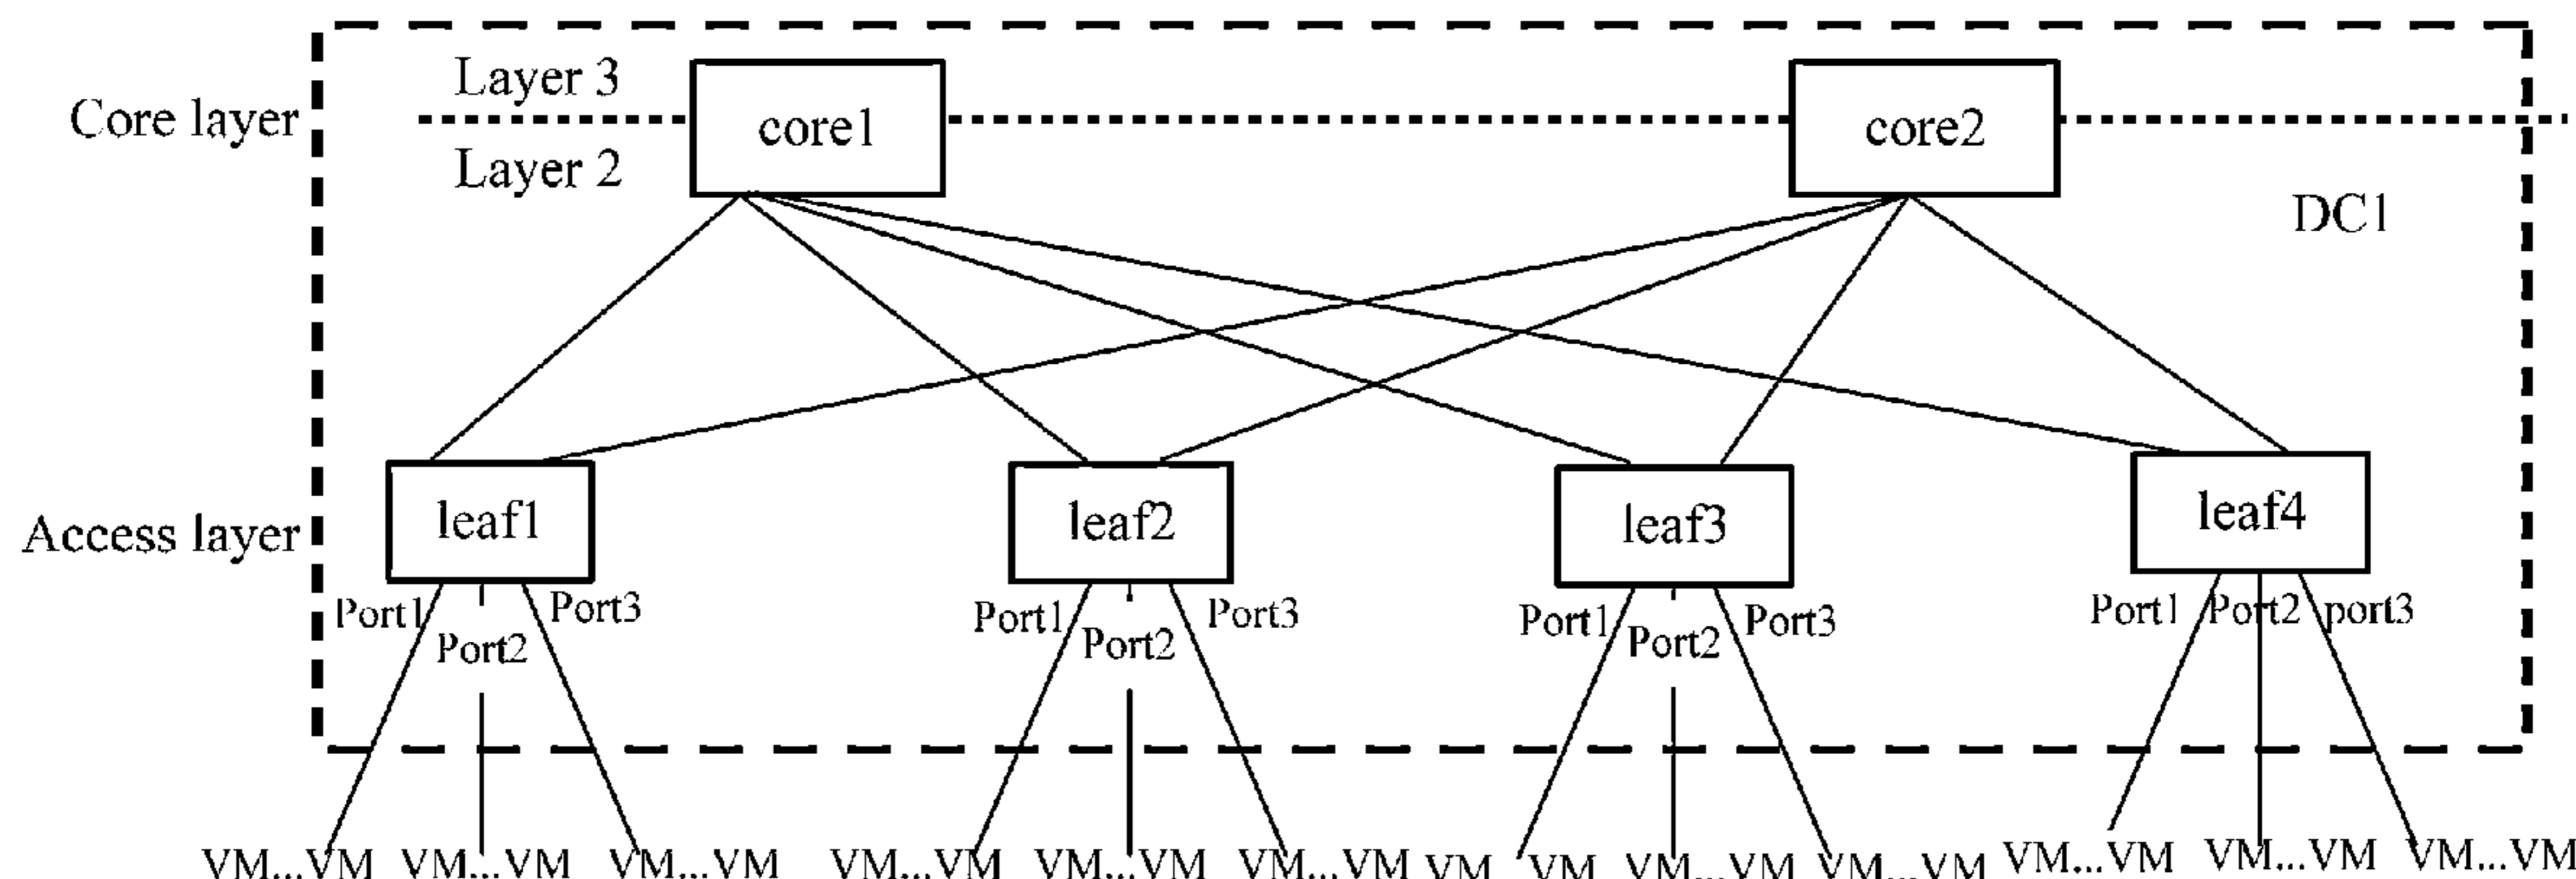 Layer 3
Core layer
core1
core2
Layer 2
DC1
Access layer
leaf1
leaf2
leaf3
leaf4
Port1
Port2
Port3
Port1
Port2
Port3
Port1
Port2
Port3
Port1
Port2
port3
VM...VM VM...VM VM...VM VM...VM VM...VM VM...VM VM...VM VM...VM VM...VM VM...VM VM...VM VM...VM